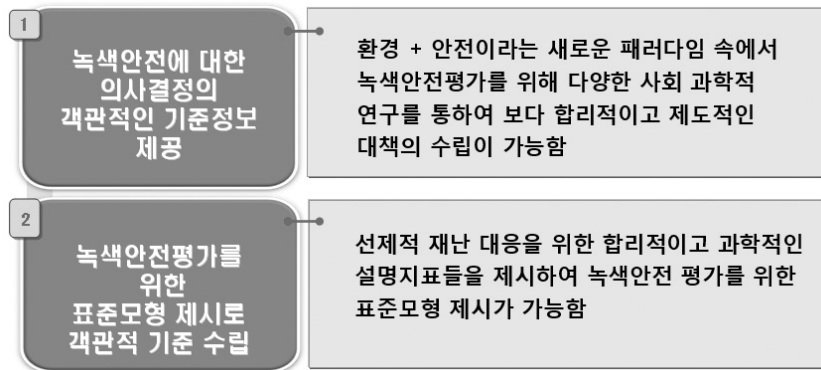 1
녹색안전에 대한
의사결정의
객관적인 기준정보
제공
환경 + 안전이라는 새로운 패러다임 속에서
녹색안전평가를 위해 다양한 사회 과학적
연구를 통하여 보다 합리적이고 제도적인
대책의 수립이 가능함
2
녹색안전평가를
위한
표준모형 제시로
객관적 기준 수립
선제적 재난 대응을 위한 합리적이고 과학적인
설명지표들을 제시하여 녹색안전 평가를 위한
표준모형 제시가 가능함